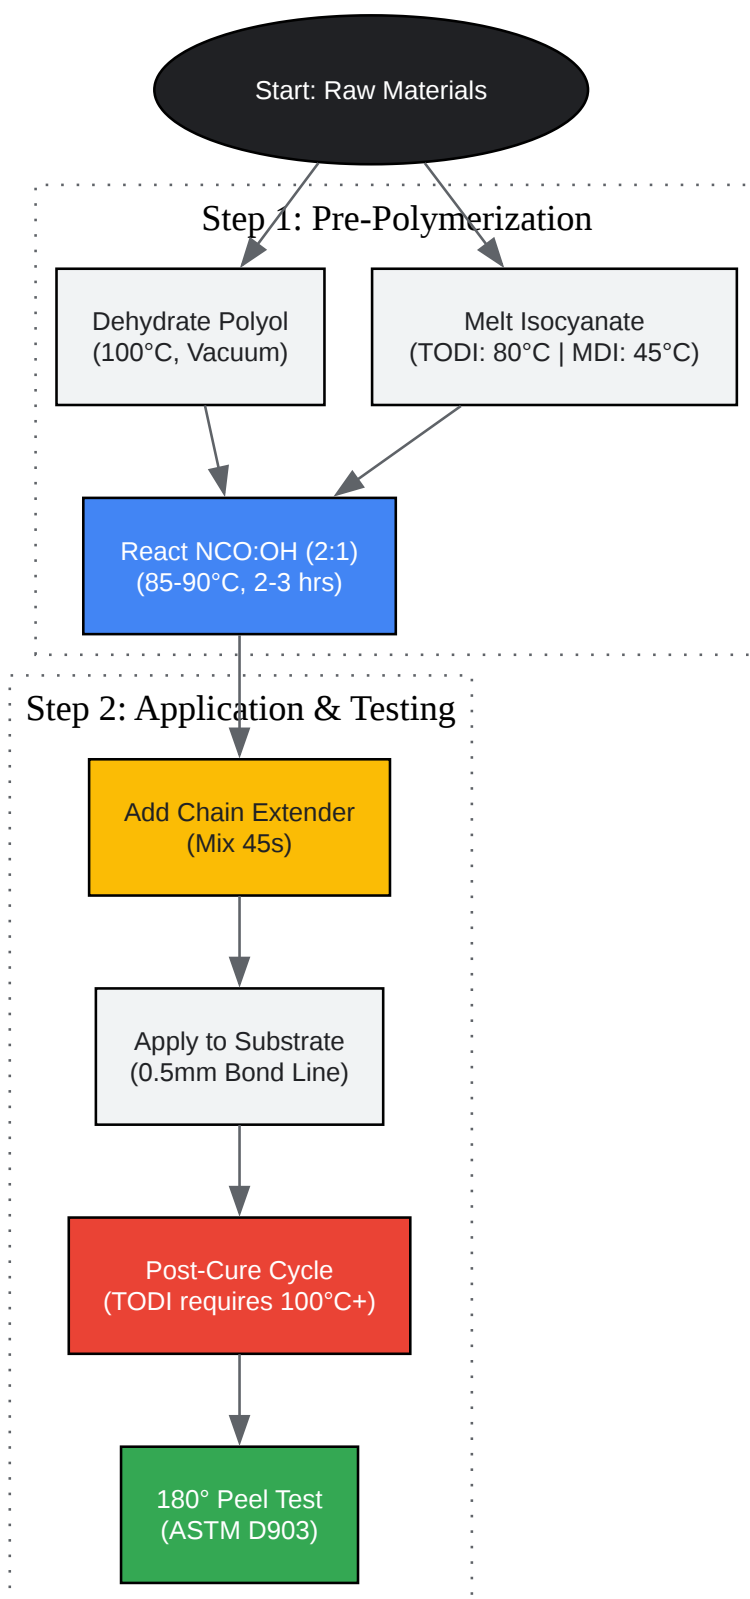 Start: Raw Materials
Step 1: Pre-Polymerization
Dehydrate Polyol
(100°C, Vacuum)
Melt Isocyanate
(TODI: 80°C | MDI: 45°C)
React NCO:OH (2:1)
(85-90°C, 2-3 hrs)
Step 2: Application & Testing
Add Chain Extender
(Mix 45s)
Apply to Substrate
(0.5mm Bond Line)
Post-Cure Cycle
(TODI requires 100°C+)
180° Peel Test
(ASTM D903)